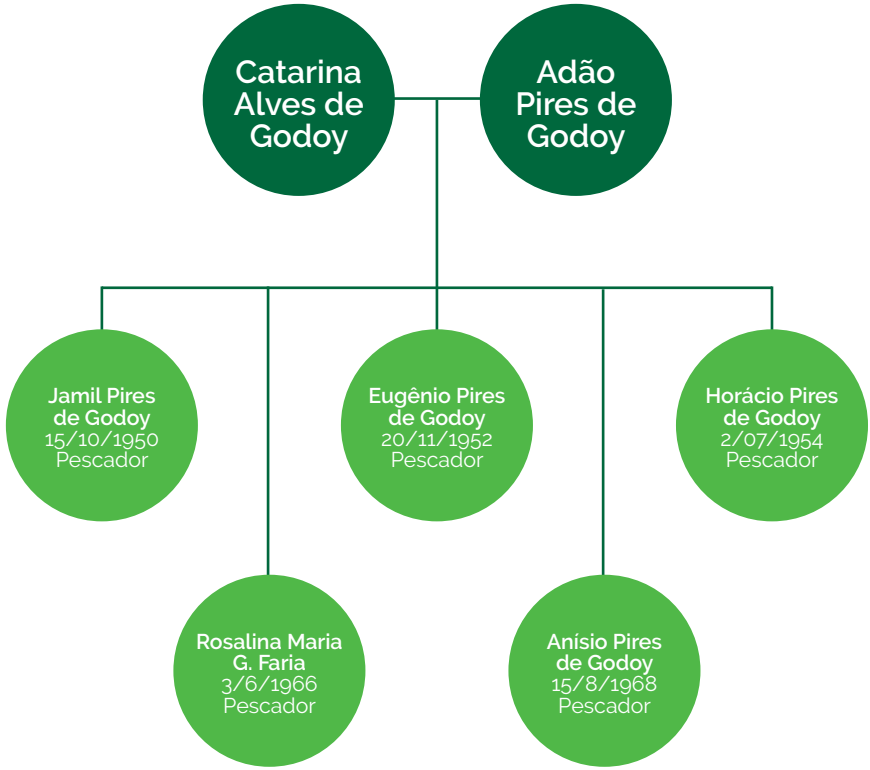 Catarina
Alves de
Godoy
Adão
Pires de
Godoy
Jamil Pires
de Godoy
15/10/1950
Pescador
Eugênio Pires
de Godoy
20/11/1952
Pescador
Horácio Pires
de Godoy
2/07/1954
Pescador
Rosalina Maria
G. Faria
3/6/1966
Pescador
Anísio Pires
de Godoy
15/8/1968
Pescador